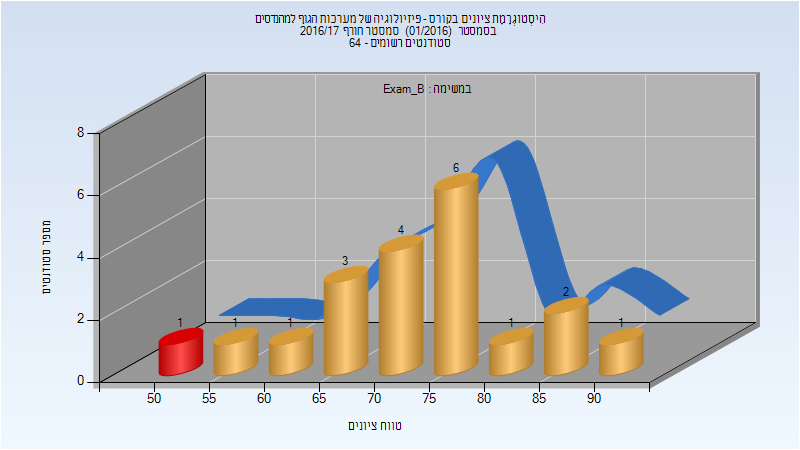 היסטוגרמת ציונים בקורס - פיזיולוגיה של מערכות הגוף למהנדסים
בסמסטר (01/2016) סמסטר חורף 2016/17
סטודנטים רשומים - 64
במשימה : Exam_B
מספר סטודנטים
8
6
4
2
0
1
1
1
3
4
6
1
2
1
50 55 60 65 70 75 80 85 90
טווח ציונים